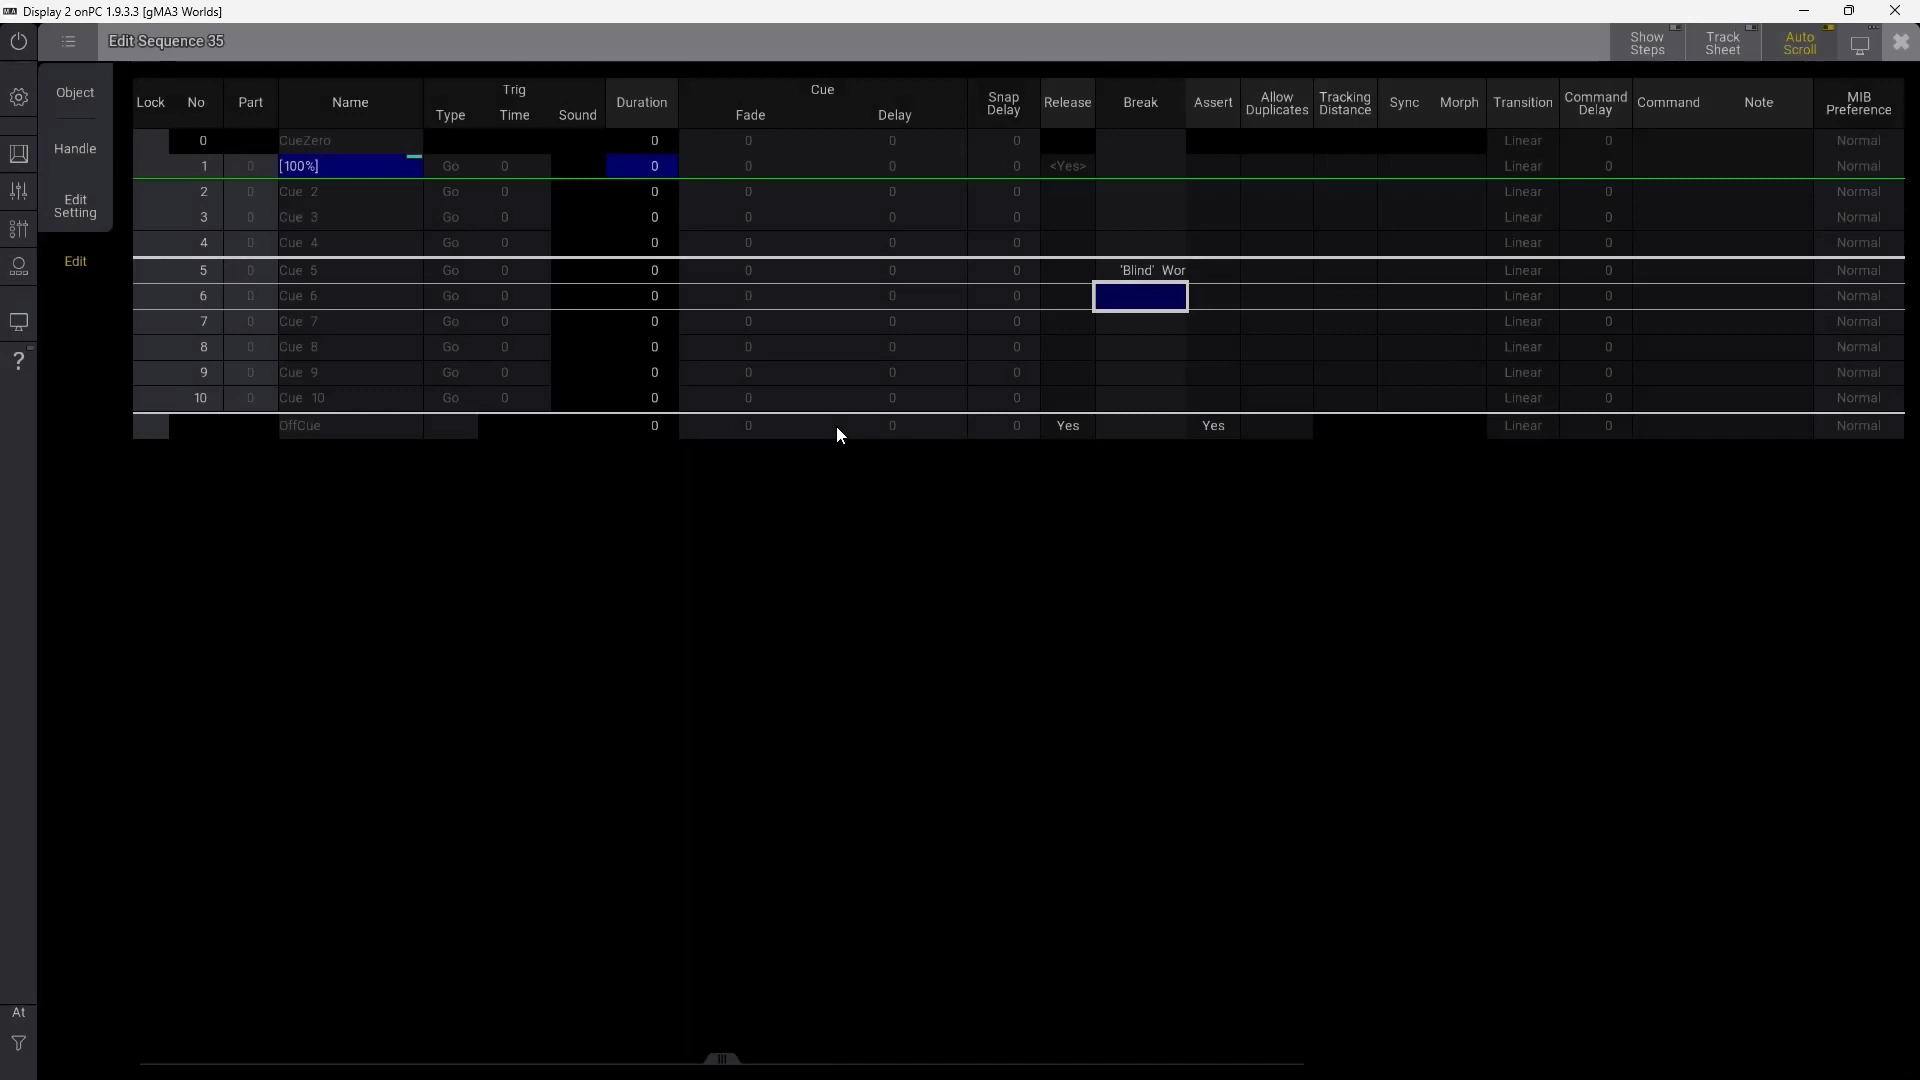 Display 2 onPC 1.9.3.3 [gMA3 Worlds]
Edit Sequence 35
Show Steps
Track Sheet
Auto Scroll
Object
Handle
Edit Setting
Edit
Lock No Part Name Trig Type Time Sound Duration Cue Fade Delay Snap Delay Release Break Assert Allow Duplicates Tracking Distance Sync Morph Transition Command Delay Command Note MIB Preference
0 CueZero 0 0 0 0 Linear 0 Normal
1 0 [100%] Go 0 0 0 0 0 <Yes> Linear 0 Normal
2 0 Cue 2 Go 0 0 0 0 0 Linear 0 Normal
3 0 Cue 3 Go 0 0 0 0 0 Linear 0 Normal
4 0 Cue 4 Go 0 0 0 0 0 Linear 0 Normal
5 0 Cue 5 Go 0 0 0 0 0 'Blind' Wor Linear 0 Normal
6 0 Cue 6 Go 0 0 0 0 0 Linear 0 Normal
7 0 Cue 7 Go 0 0 0 0 0 Linear 0 Normal
8 0 Cue 8 Go 0 0 0 0 0 Linear 0 Normal
9 0 Cue 9 Go 0 0 0 0 0 Linear 0 Normal
10 0 Cue 10 Go 0 0 0 0 0 Linear 0 Normal
OffCue 0 0 0 0 Yes Yes Linear 0 Normal
?
At